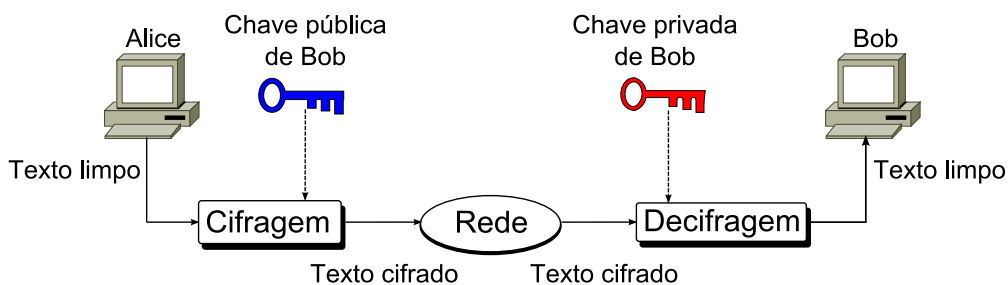 Alice
Chave pública
de Bob
Chave privada
de Bob
Bob
Texto limpo
Texto limpo
Cifragem
Rede
Decifragem
Texto cifrado
Texto cifrado